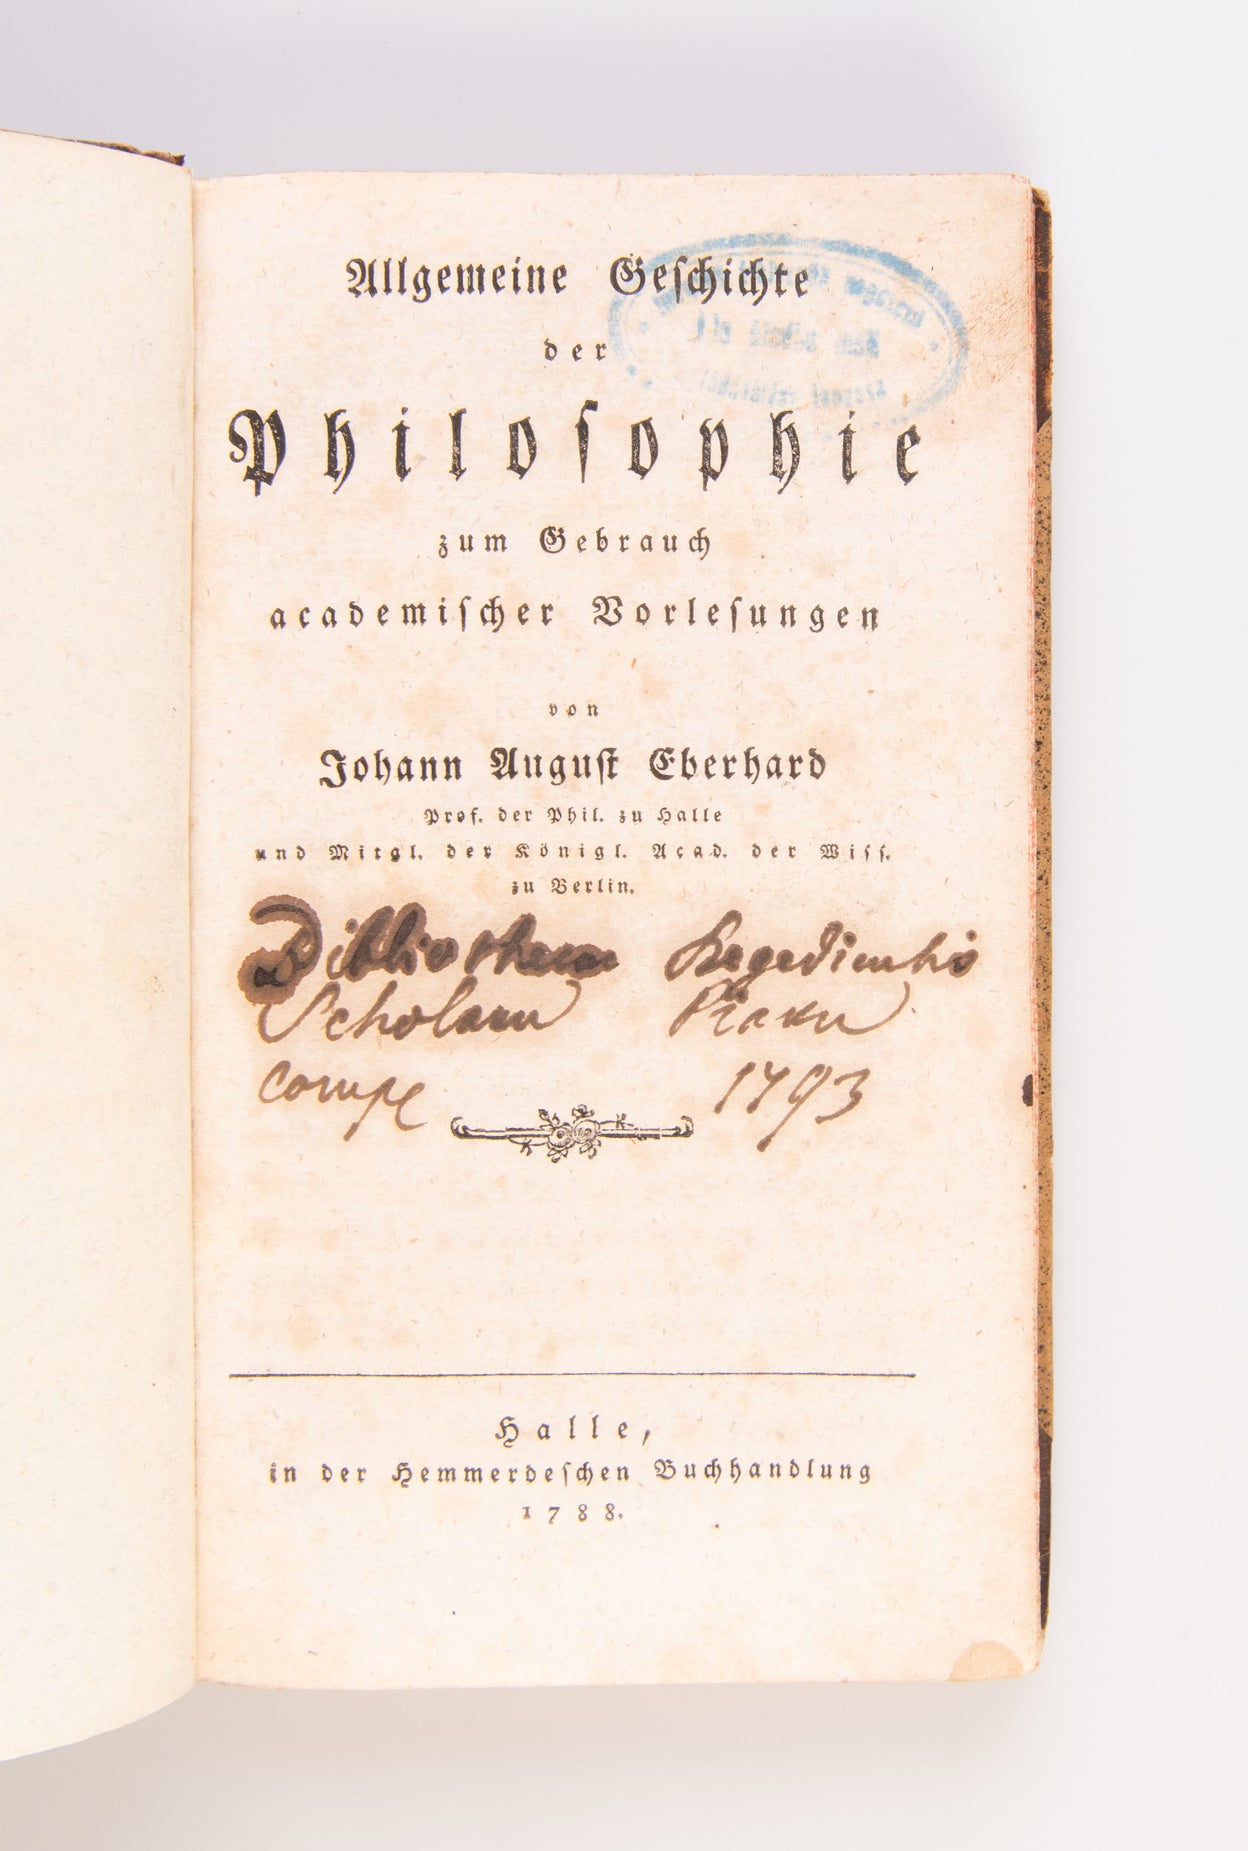 Allgemeine Geschichte
der
Philosophie
zum Gebrauch
academischer Vorlesungen
von
Johann August Eberhard
Prof. der Phil. zu Halle
und Mitgl. der Königl. Acad. der Wiss.
zu Berlin.
Scholarum
1793
Halle,
in der Hemmerdeschen Buchhandlung
1788.